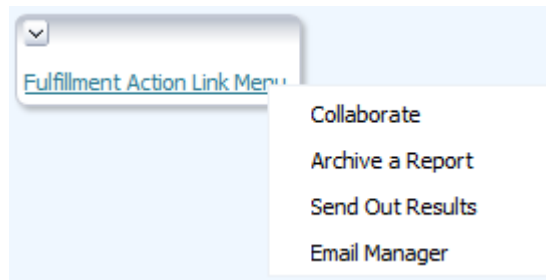 Fulfillment Action Link Menu
Collaborate
Archive a Report
Send Out Results
Email Manager